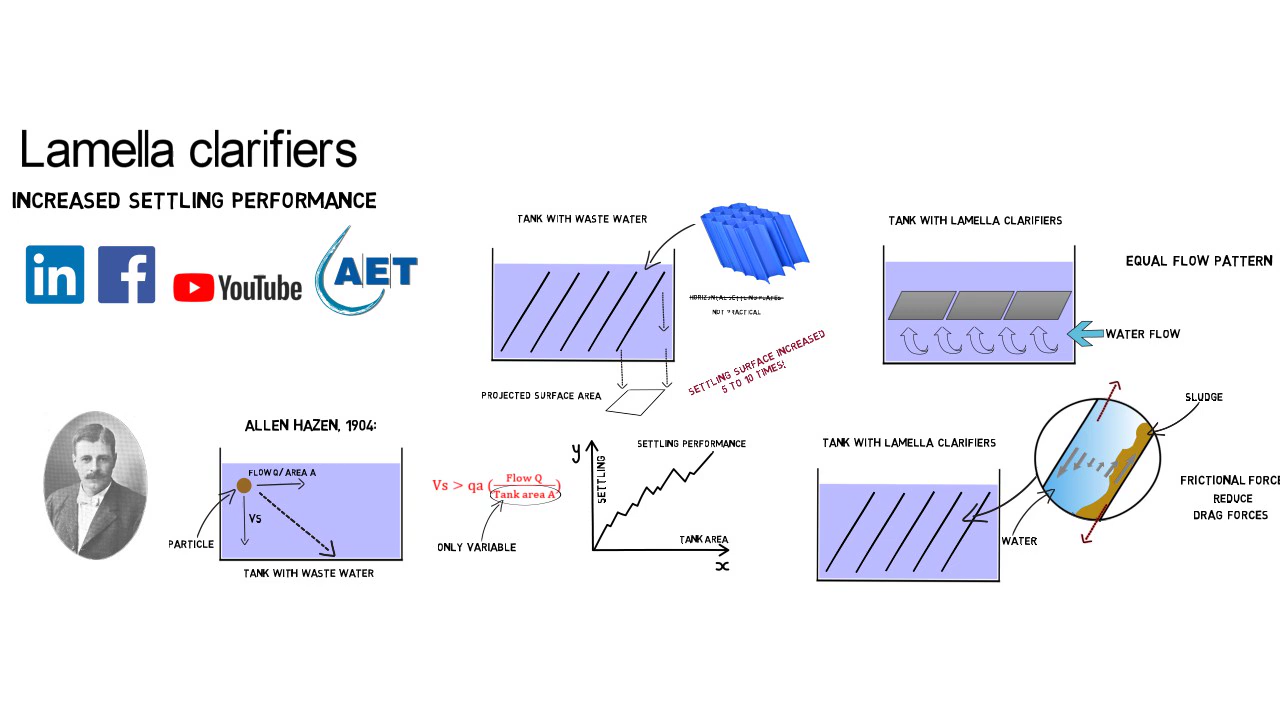 Lamella clarifiers
INCREASED SETTLING PERFORMANCE
in
f
YouTube
AET
ALLEN HAZEN, 1904:
FLOW Q/ AREA A
VS
PARTICLE
TANK WITH WASTE WATER
TANK WITH WASTE WATER
NOT PRACTICAL
SETTLING SURFACE INCREASED
5 TO 10 TIMES!
PROJECTED SURFACE AREA
Vs > qa (Flow Q
Tank area A)
ONLY VARIABLE
y
SETTLING
SETTLING PERFORMANCE
TANK AREA
x
TANK WITH LAMELLA CLARIFIERS
EQUAL FLOW PATTERN
WATER FLOW
TANK WITH LAMELLA CLARIFIERS
SLUDGE
WATER
FRICTIONAL FORCE
REDUCE
DRAG FORCES